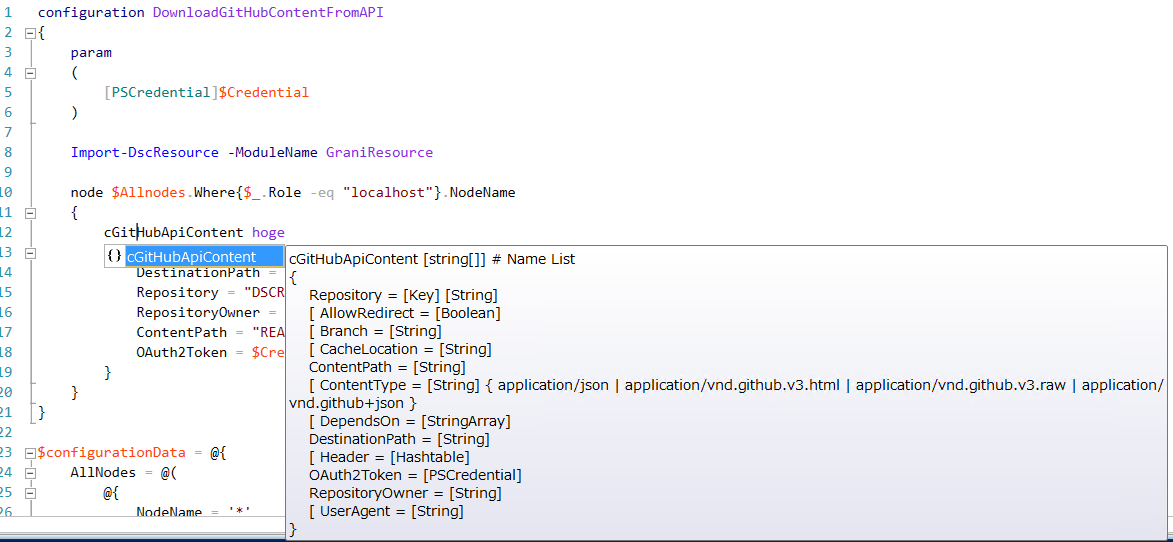 1 configuration DownloadGitHubContentFromAPI
2 {
3 param
4 (
5 [PSCredential]$Credential
6 )
7
8 Import-DscResource -ModuleName GraniResource
9
10 node $Allnodes.Where{$_.Role -eq "localhost"}.NodeName
11 {
12 cGitHubApiContent hoge
13
{} cGitHubApiContent
14 DestinationPath =
15 Repository = "DSCR
16 RepositoryOwner =
17 ContentPath = "REA
18 OAuth2Token = $Cre
19 }
20 }
21 }
22
23 $configurationData = @{
24 AllNodes = @(
25 @{
26 NodeName = '*'
cGitHubApiContent [string[]] # Name List
{
Repository = [Key] [String]
[ AllowRedirect = [Boolean]
[ Branch = [String]
[ CacheLocation = [String]
ContentPath = [String]
[ ContentType = [String] { application/json | application/vnd.github.v3.html | application/vnd.github.v3.raw | application/
vnd.github+json }
[ DependsOn = [StringArray]
DestinationPath = [String]
[ Header = [Hashtable]
OAuth2Token = [PSCredential]
RepositoryOwner = [String]
[ UserAgent = [String]
}